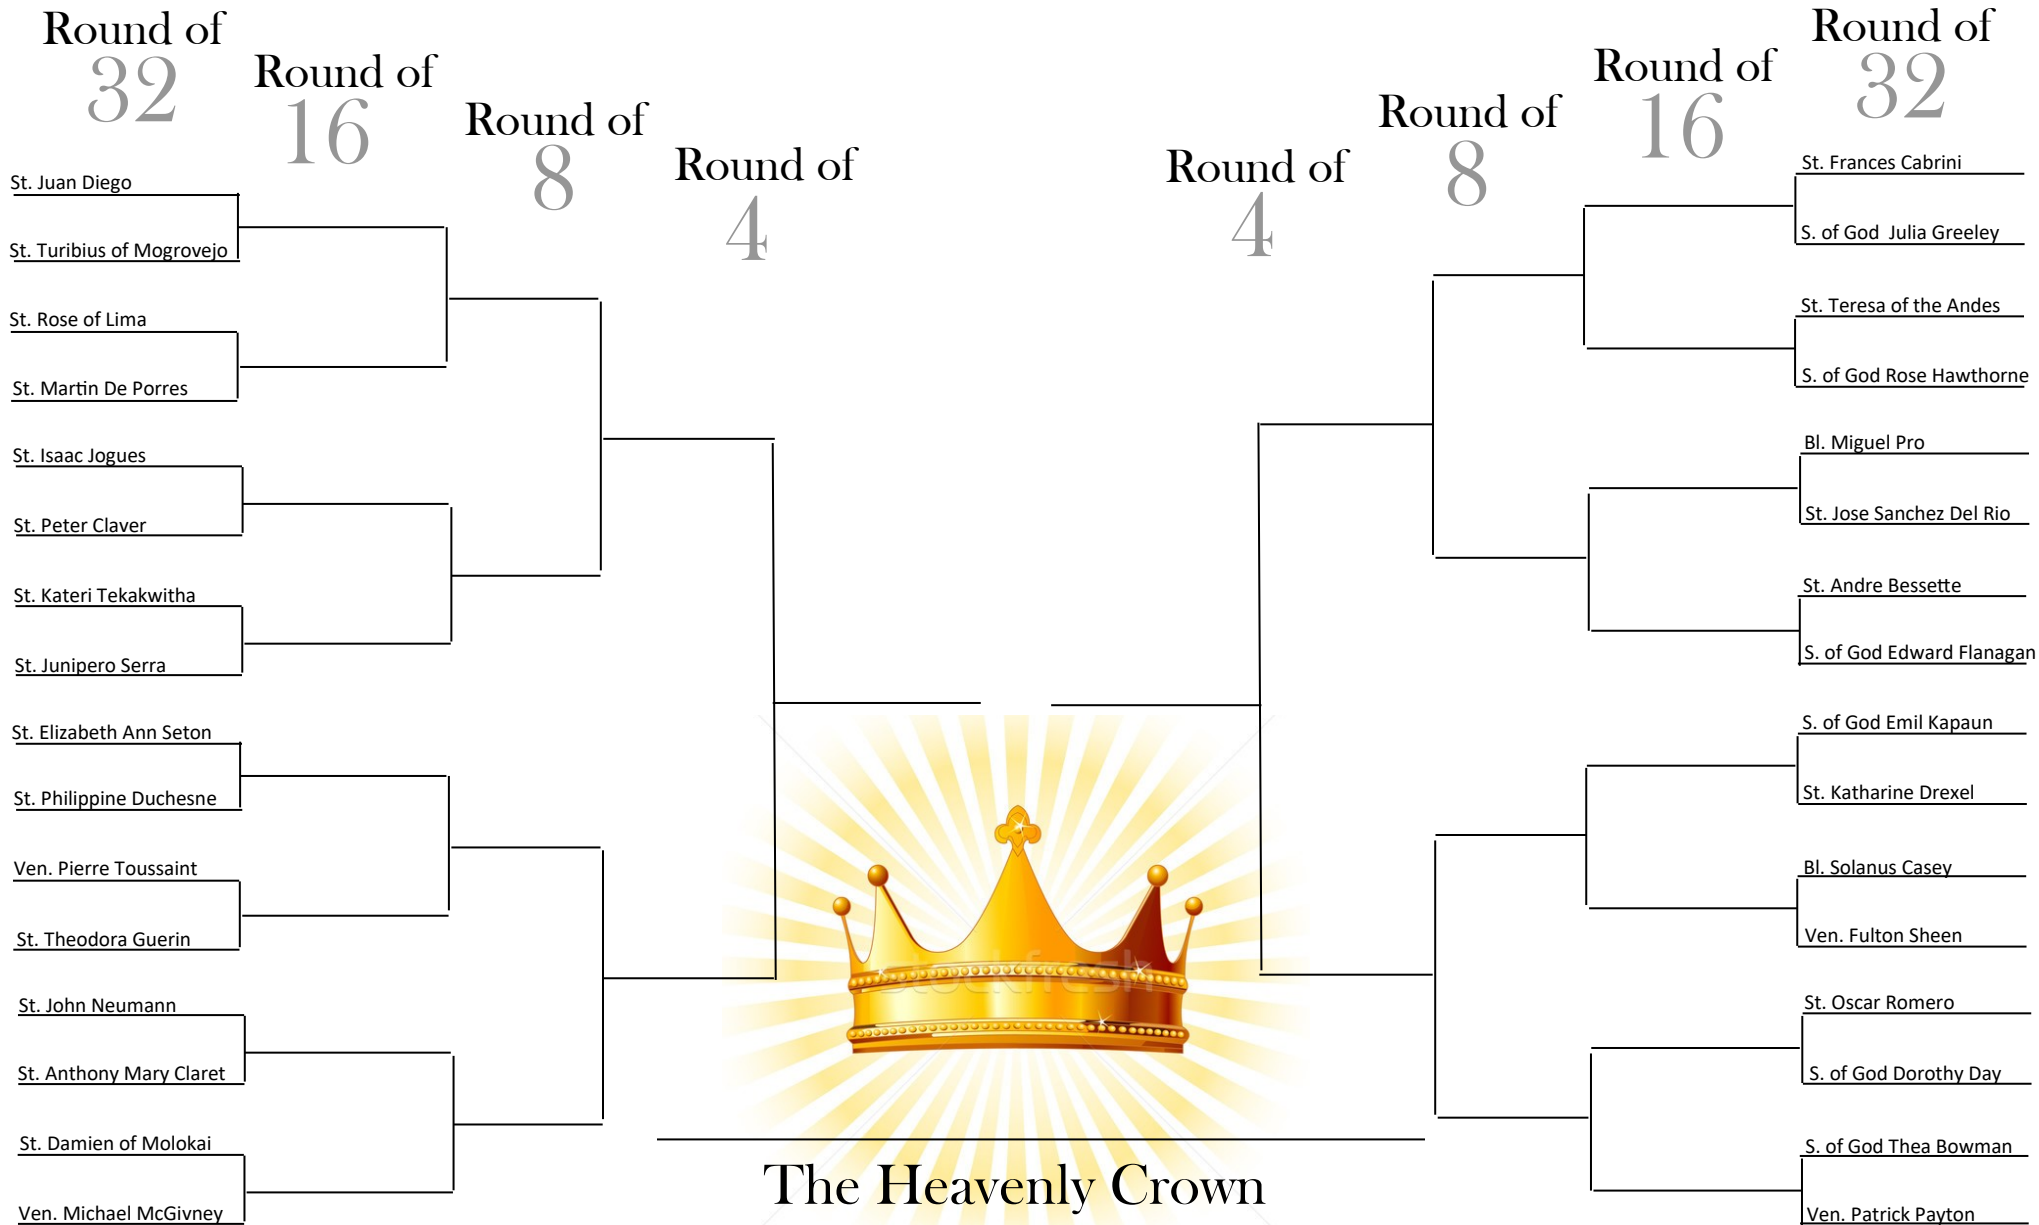 Round of
32
Round of
16
Round of
8
Round of
4
Round of
4
Round of
8
Round of
16
Round of
32
St. Juan Diego
St. Turibius of Mogrovejo
St. Rose of Lima
St. Martin De Porres
St. Isaac Jogues
St. Peter Claver
St. Kateri Tekakwitha
St. Junipero Serra
St. Elizabeth Ann Seton
St. Philippine Duchesne
Ven. Pierre Toussaint
St. Theodora Guerin
St. John Neumann
St. Anthony Mary Claret
St. Damien of Molokai
Ven. Michael McGivney
St. Frances Cabrini
S. of God  Julia Greeley
St. Teresa of the Andes
S. of God Rose Hawthorne
Bl. Miguel Pro
St. Jose Sanchez Del Rio
St. Andre Bessette
S. of God Edward Flanagan
S. of God Emil Kapaun
St. Katharine Drexel
Bl. Solanus Casey
Ven. Fulton Sheen
St. Oscar Romero
S. of God Dorothy Day
S. of God Thea Bowman
Ven. Patrick Payton
stockfresh
The Heavenly Crown